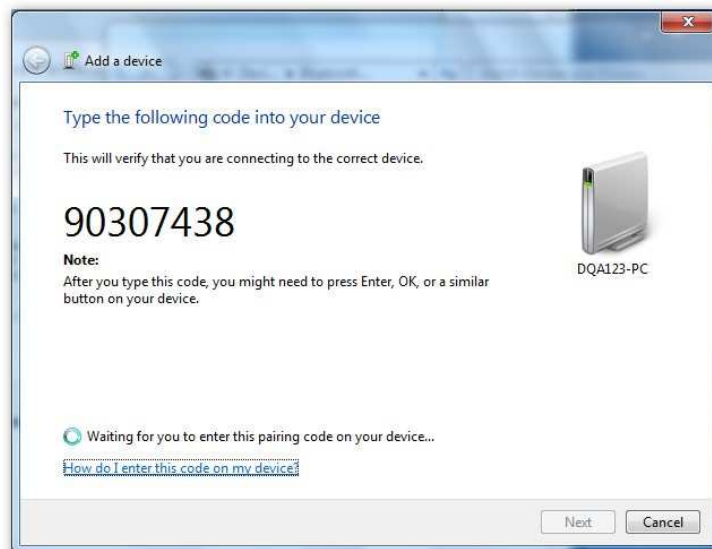 Add a device
Type the following code into your device
This will verify that you are connecting to the correct device.
90307438
Note:
After you type this code, you might need to press Enter, OK, or a similar
button on your device.
DQA123-PC
Waiting for you to enter this pairing code on your device...
How do I enter this code on my device?
Next
Cancel